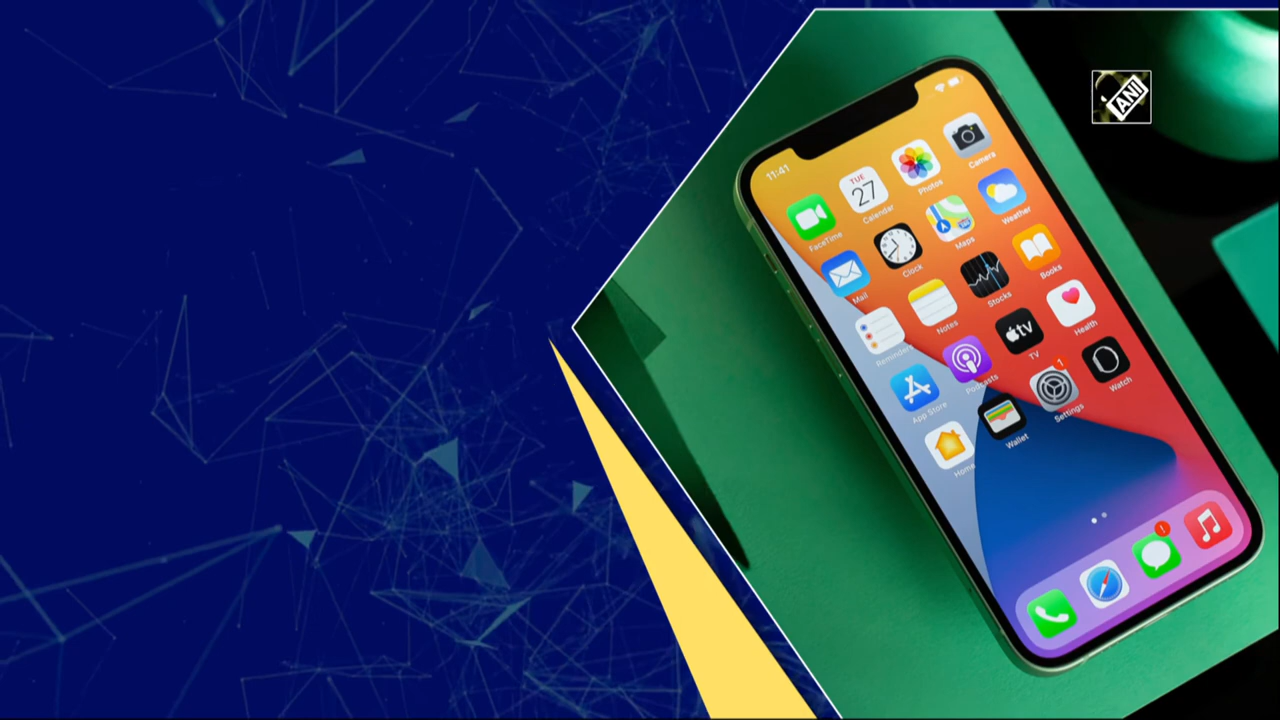 ANI
11:41
FaceTime
TUE
27
Calendar
Photos
Camera
Mail
Clock
Maps
Weather
Reminders
Notes
Stocks
Books
App Store
Podcasts
tv
TV
Health
Home
Wallet
1
Settings
Watch
!